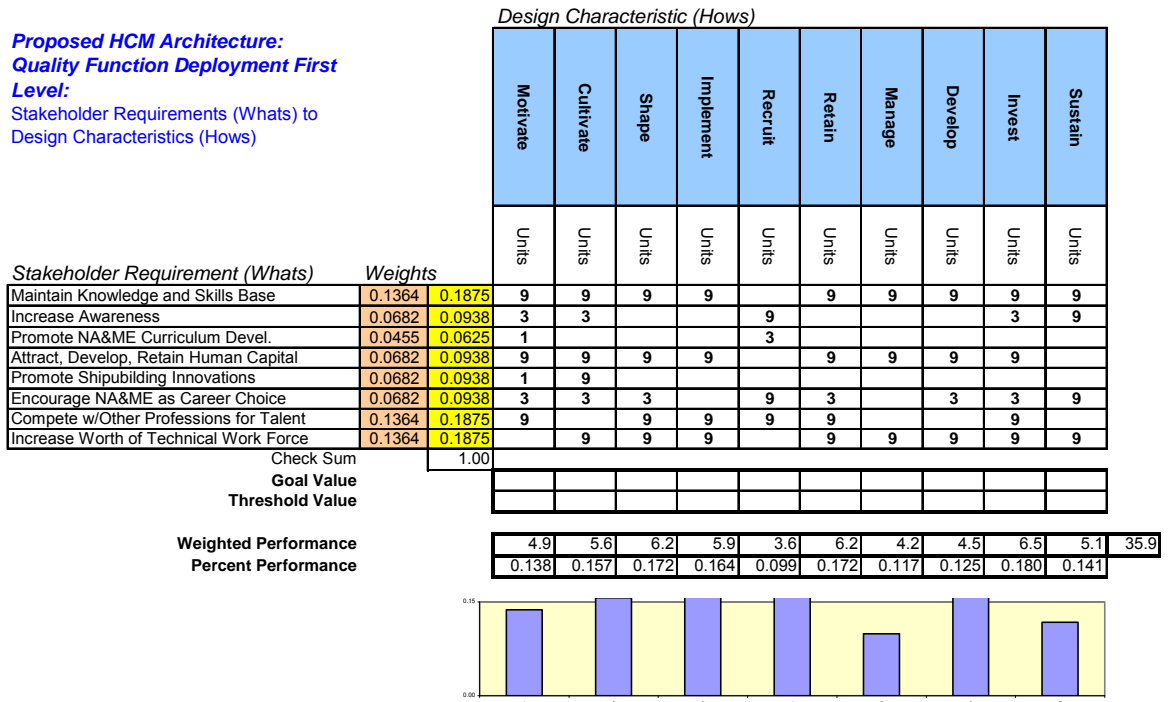 Design Characteristic (Hows)
Proposed HCM Architecture:
Quality Function Deployment First
Level:
Stakeholder Requirements (Whats) to
Design Characteristics (Hows)
Motivate Cultivate Shape Implement Recruit Retain Manage Develop Invest Sustain
Units Units Units Units Units Units Units Units Units Units
Stakeholder Requirement (Whats) Weights
Maintain Knowledge and Skills Base 0.1364 0.1875 9 9 9 9 9 9 9 9 9
Increase Awareness 0.0682 0.0938 3 3 9 3 9
Promote NA&ME Curriculum Devel. 0.0455 0.0625 1 3
Attract, Develop, Retain Human Capital 0.0682 0.0938 9 9 9 9 9 9 9 9
Promote Shipubilding Innovations 0.0682 0.0938 1 9
Encourage NA&ME as Career Choice 0.0682 0.0938 3 3 3 9 3 3 3 9
Compete w/Other Professions for Talent 0.1364 0.1875 9 9 9 9 9 9
Increase Worth of Technical Work Force 0.1364 0.1875 9 9 9 9 9 9 9 9
Check Sum 1.00
Goal Value
Threshold Value
Weighted Performance 4.9 5.6 6.2 5.9 3.6 6.2 4.2 4.5 6.5 5.1 35.9
Percent Performance 0.138 0.157 0.172 0.164 0.099 0.172 0.117 0.125 0.180 0.141
0.15
0.00